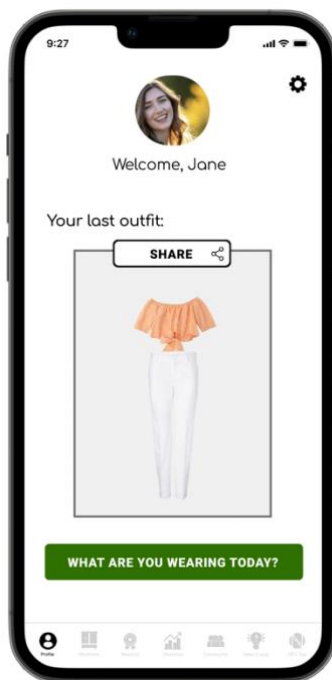 9:27
Welcome, Jane
Your last outfit:
SHARE
WHAT ARE YOU WEARING TODAY?
Profile